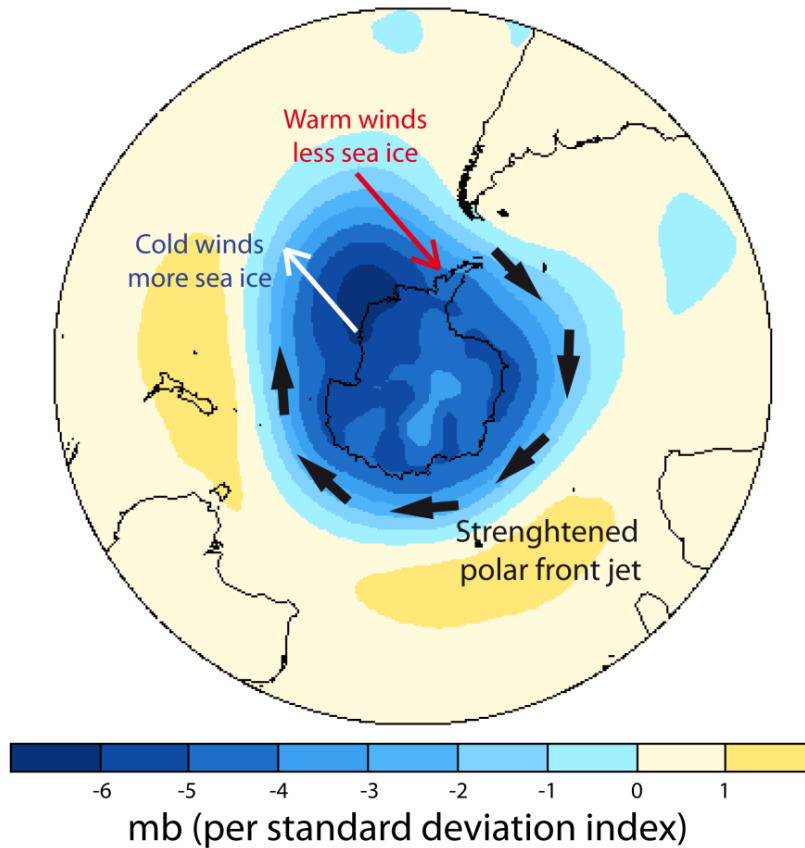 Warm winds
less sea ice
Cold winds
more sea ice
Strenghtened
polar front jet
-6 -5 -4 -3 -2 -1 0 1
mb (per standard deviation index)